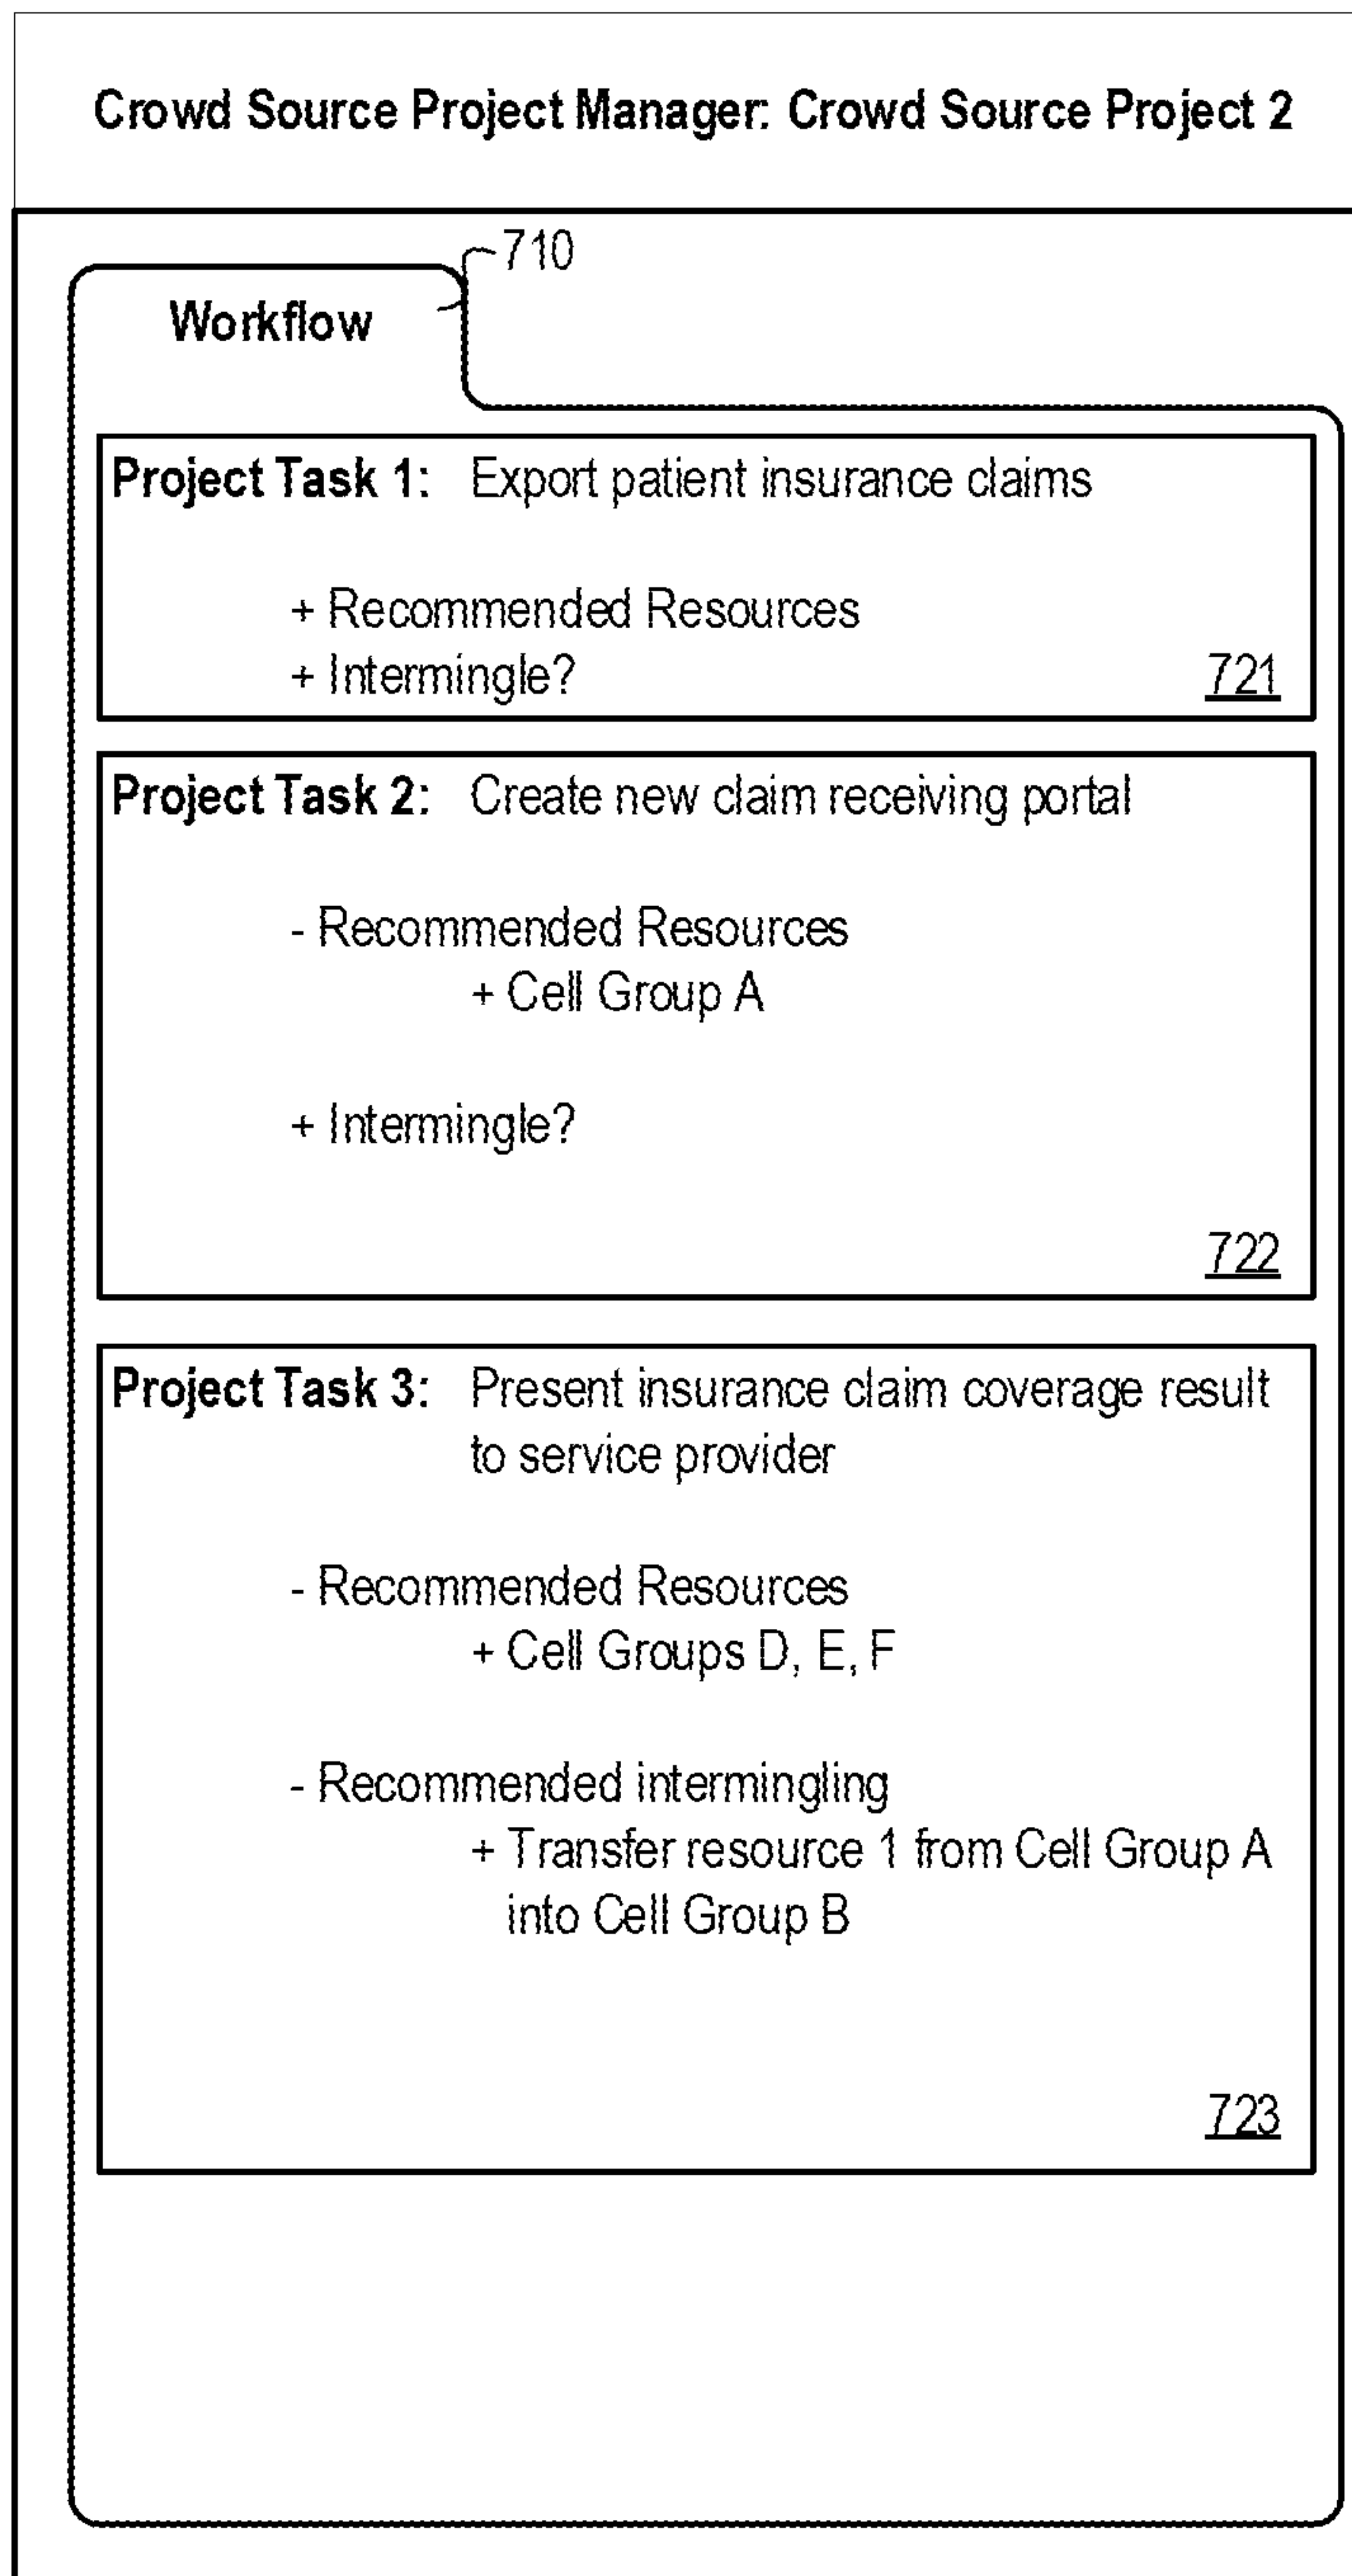 Crowd Source Project Manager: Crowd Source Project 2
710
Workflow
Project Task 1: Export patient insurance claims
+ Recommended Resources
+ Intermingle?
721
Project Task 2: Create new claim receiving portal
- Recommended Resources
+ Cell Group A
+ Intermingle?
722
Project Task 3: Present insurance claim coverage result
to service provider
- Recommended Resources
+ Cell Groups D, E, F
- Recommended intermingling
+ Transfer resource 1 from Cell Group A
into Cell Group B
723